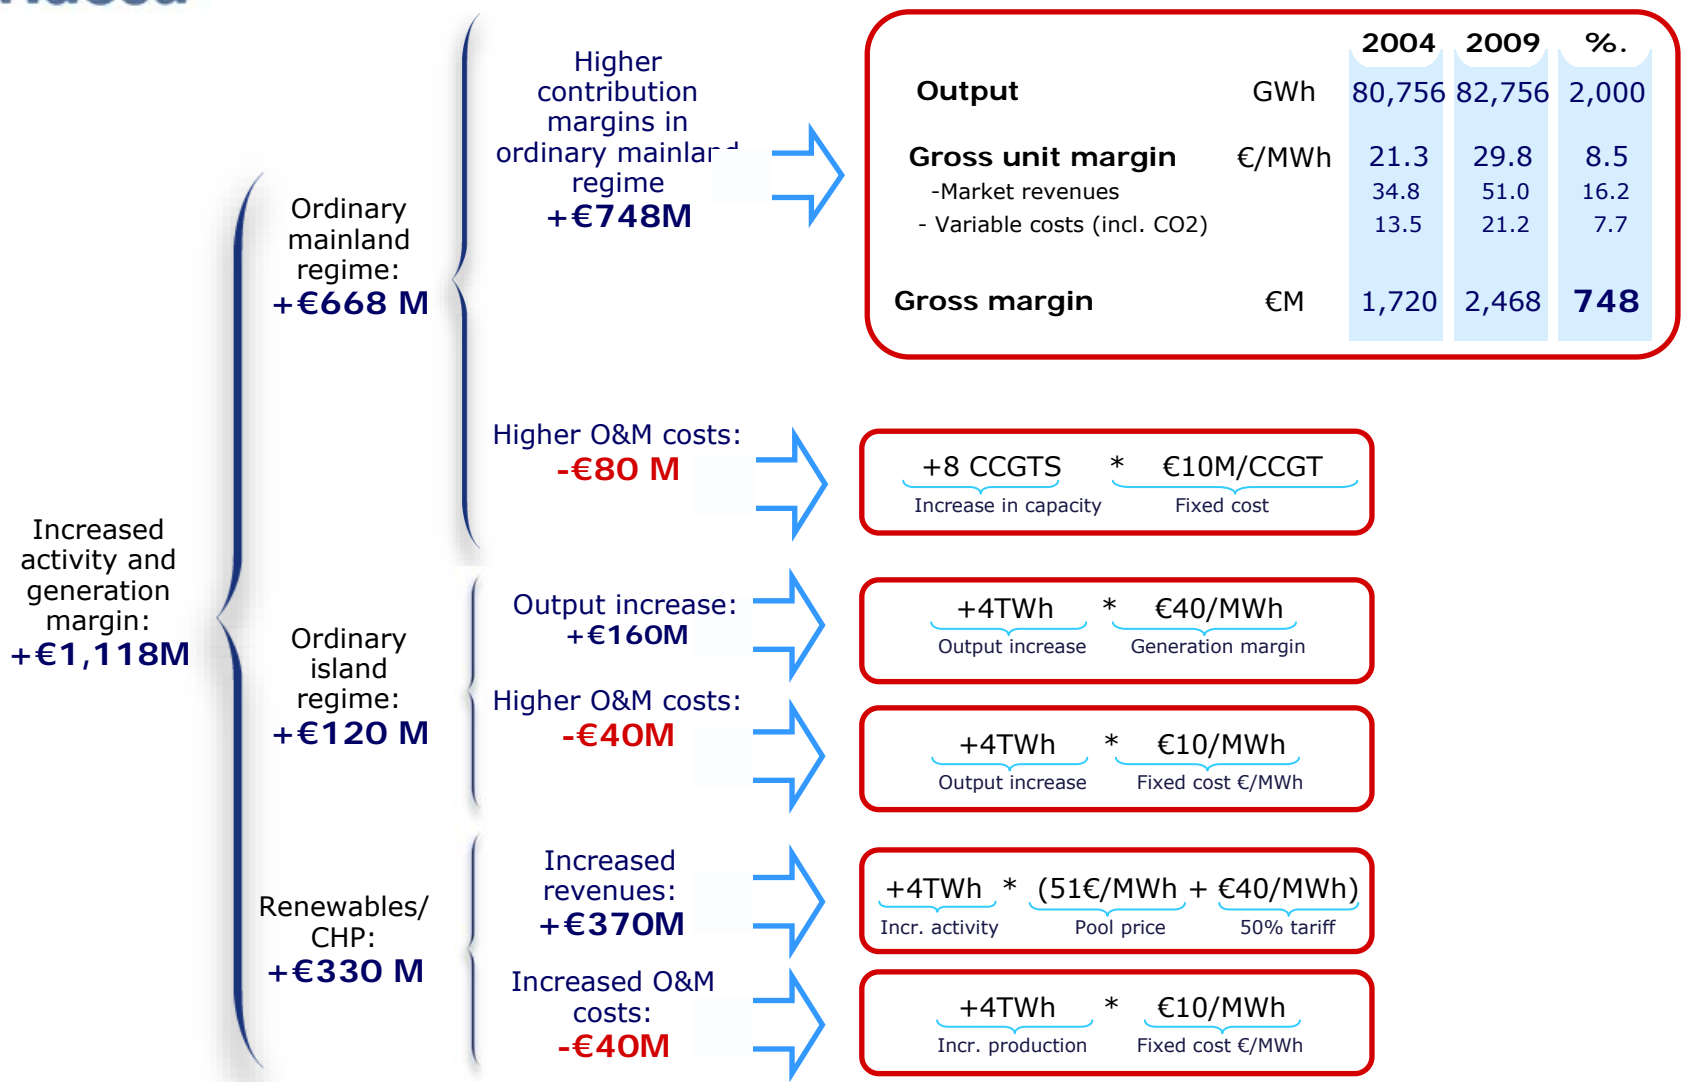 Increased
activity and
generation
margin:
+€1,118M
Ordinary
mainland
regime:
+€668 M
Higher
contribution
margins in
ordinary mainland
regime
+€748M
2004 2009 %.
Output GWh 80,756 82,756 2,000
Gross unit margin €/MWh 21.3 29.8 8.5
-Market revenues 34.8 51.0 16.2
- Variable costs (incl. CO2) 13.5 21.2 7.7
Gross margin €M 1,720 2,468 748
Higher O&M costs:
-€80 M
+8 CCGTS * €10M/CCGT
Increase in capacity Fixed cost
Ordinary
island
regime:
+€120 M
Output increase:
+€160M
+4TWh * €40/MWh
Output increase Generation margin
Higher O&M costs:
-€40M
+4TWh * €10/MWh
Output increase Fixed cost €/MWh
Renewables/
CHP:
+€330 M
Increased
revenues:
+€370M
+4TWh * (51€/MWh + €40/MWh)
Incr. activity Pool price 50% tariff
Increased O&M
costs:
-€40M
+4TWh * €10/MWh
Incr. production Fixed cost €/MWh